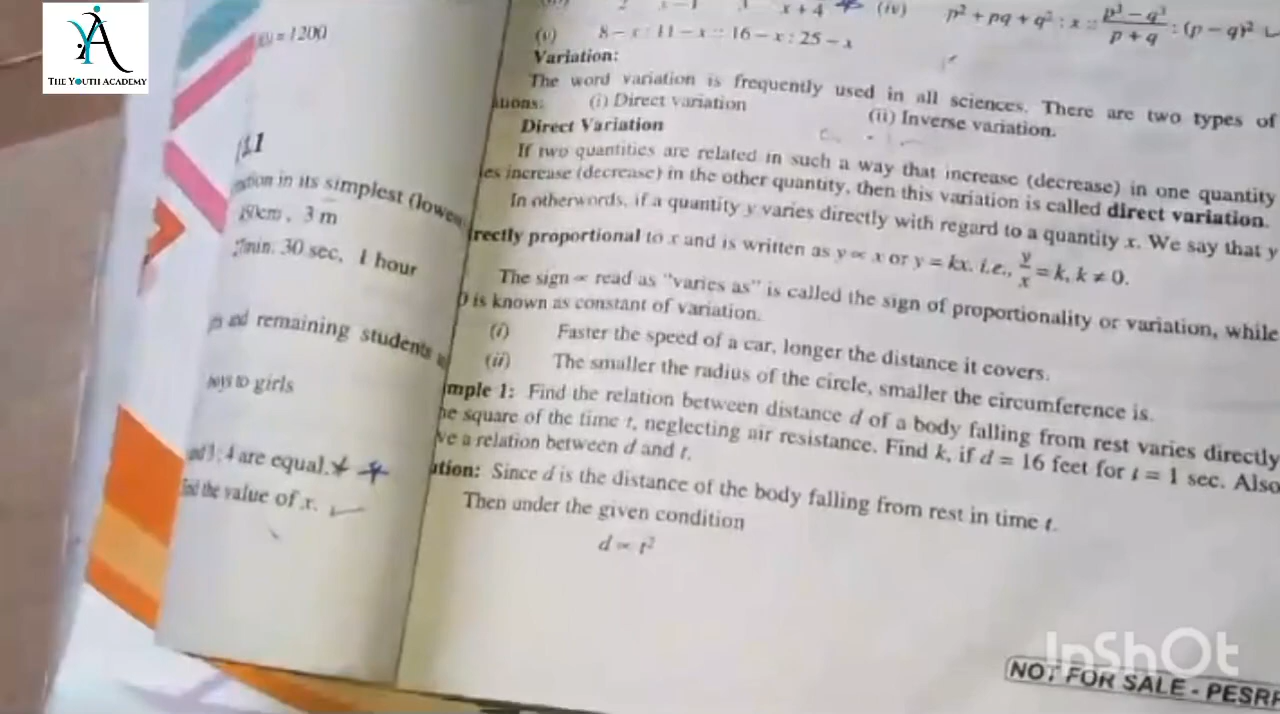 THE YOUTH ACADEMY
= 1200
x + 4 (iv) p² + pq + q² : x :: p³ – q³ / p + q : (p – q)²
(v) 8 – x : 11 – x :: 16 – x : 25 – x
Variation:
The word variation is frequently used in all sciences. There are two types of
(i) Direct variation (ii) Inverse variation.
Direct Variation
If two quantities are related in such a way that increase (decrease) in one quantity
increase (decrease) in the other quantity, then this variation is called direct variation.
In otherwords, if a quantity y varies directly with regard to a quantity x. We say that y
rectly proportional to x and is written as y ∝ x or y = kx. i.e., y/x = k, k ≠ 0.
The sign ∝ read as "varies as" is called the sign of proportionality or variation, while
is known as constant of variation.
(i) Faster the speed of a car, longer the distance it covers.
(ii) The smaller the radius of the circle, smaller the circumference is.
mple 1: Find the relation between distance d of a body falling from rest varies directly
he square of the time t, neglecting air resistance. Find k, if d = 16 feet for t = 1 sec. Also
ve a relation between d and t.
ution: Since d is the distance of the body falling from rest in time t.
Then under the given condition
d ∝ t²
in its simplest
3 m
min. 30 sec, 1 hour
and remaining students
boys to girls
3 : 4 are equal.
the value of x.
NOT FOR SALE - PESRP
InShOt